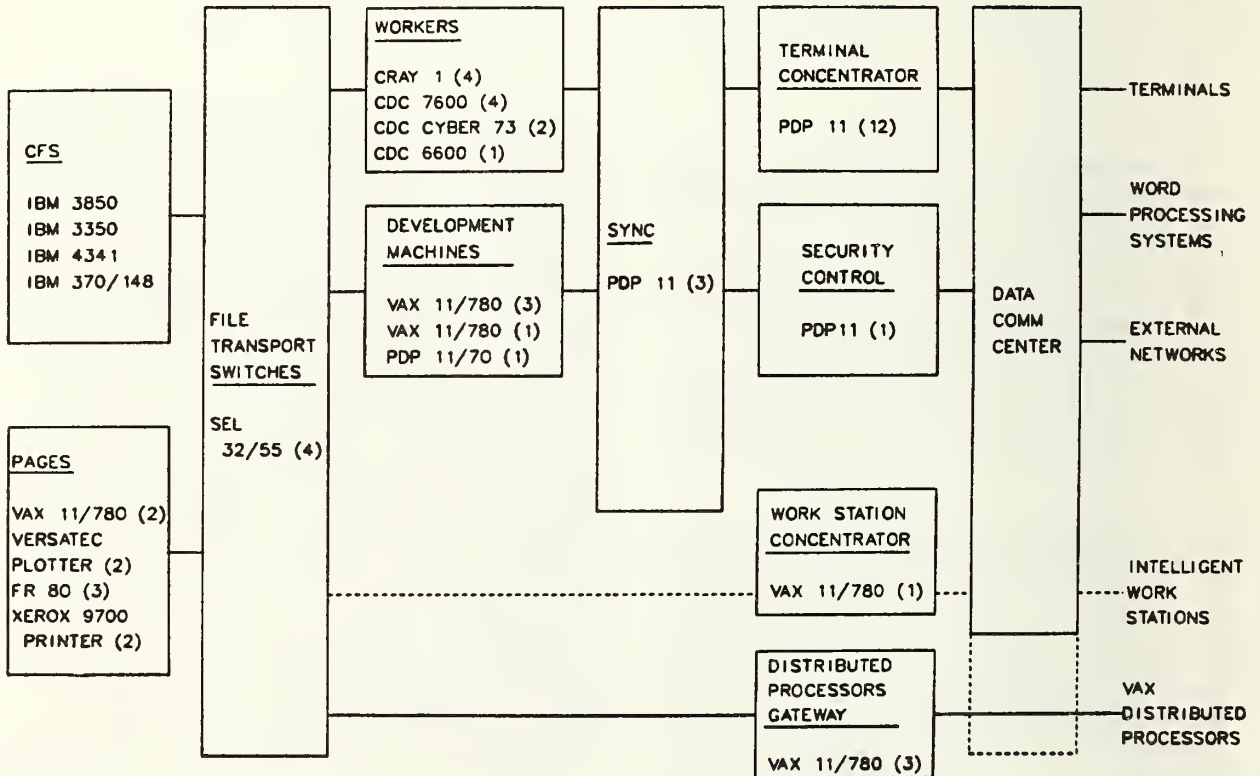 CFS
IBM 3850
IBM 3350
IBM 4341
IBM 370/148
PAGES
VAX 11/780 (2)
VERSATEC
PLOTTER (2)
FR 80 (3)
XEROX 9700
PRINTER (2)
FILE
TRANSPORT
SWITCHES
SEL
32/55 (4)
WORKERS
CRAY 1 (4)
CDC 7600 (4)
CDC CYBER 73 (2)
CDC 6600 (1)
DEVELOPMENT
MACHINES
VAX 11/780 (3)
VAX 11/780 (1)
PDP 11/70 (1)
SYNC
PDP 11 (3)
TERMINAL
CONCENTRATOR
PDP 11 (12)
SECURITY
CONTROL
PDP11 (1)
WORK STATION
CONCENTRATOR
VAX 11/780 (1)
DISTRIBUTED
PROCESSORS
GATEWAY
VAX 11/780 (3)
DATA
COMM
CENTER
TERMINALS
WORD
PROCESSING
SYSTEMS
EXTERNAL
NETWORKS
INTELLIGENT
WORK
STATIONS
VAX
DISTRIBUTED
PROCESSORS